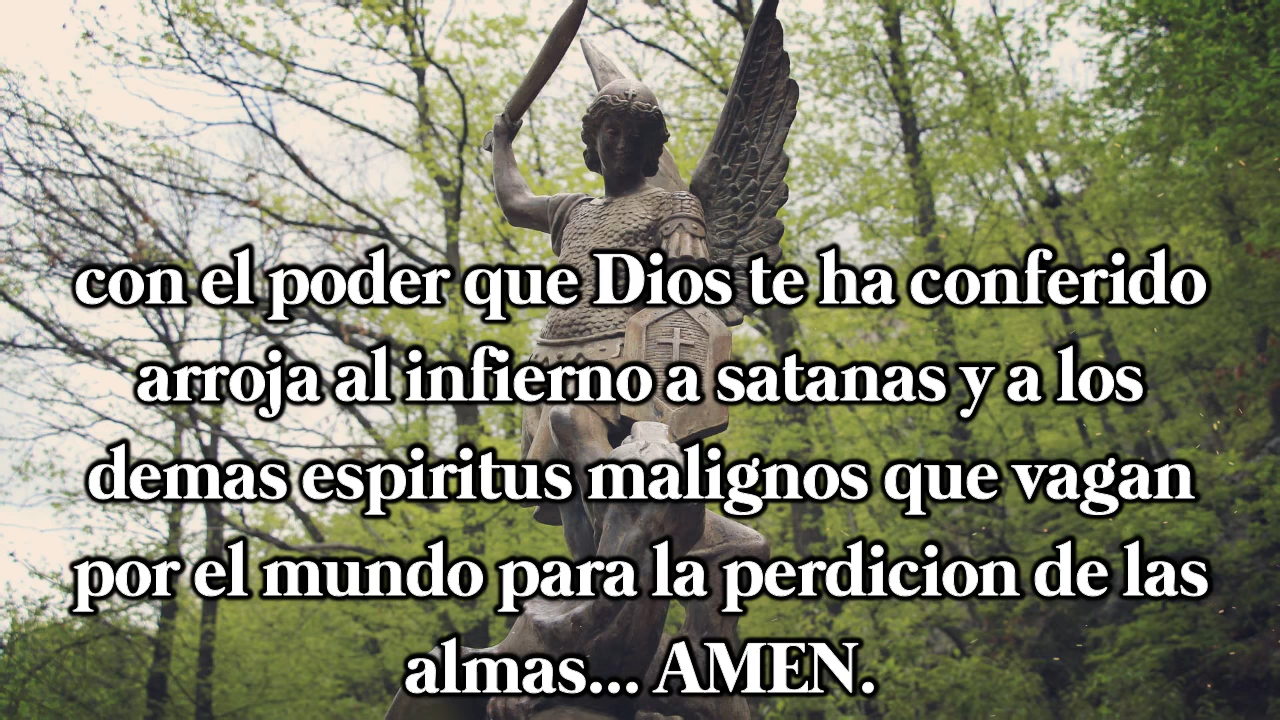 con el poder que Dios te ha conferido
arroja al infierno a satanas y a los
demas espiritus malignos que vagan
por el mundo para la perdicion de las
almas... AMEN.